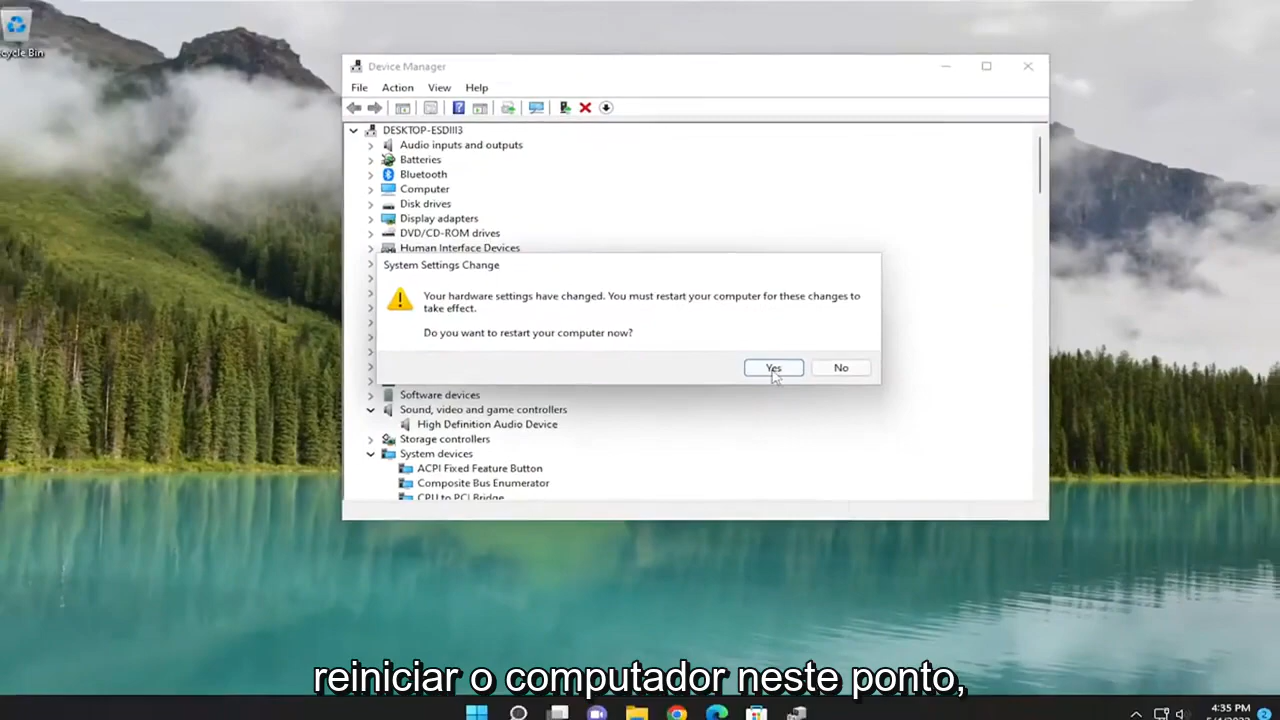 cycle Bin
Device Manager
File Action View Help
DESKTOP-ESDIII3
Audio inputs and outputs
Batteries
Bluetooth
Computer
Disk drives
Display adapters
DVD/CD-ROM drives
Human Interface Devices
System Settings Change
Your hardware settings have changed. You must restart your computer for these changes to
take effect.
Do you want to restart your computer now?
Yes No
Software devices
Sound, video and game controllers
High Definition Audio Device
Storage controllers
System devices
ACPI Fixed Feature Button
Composite Bus Enumerator
CPU to PCI Bridge
reiniciar o computador neste ponto,
4:35 PM